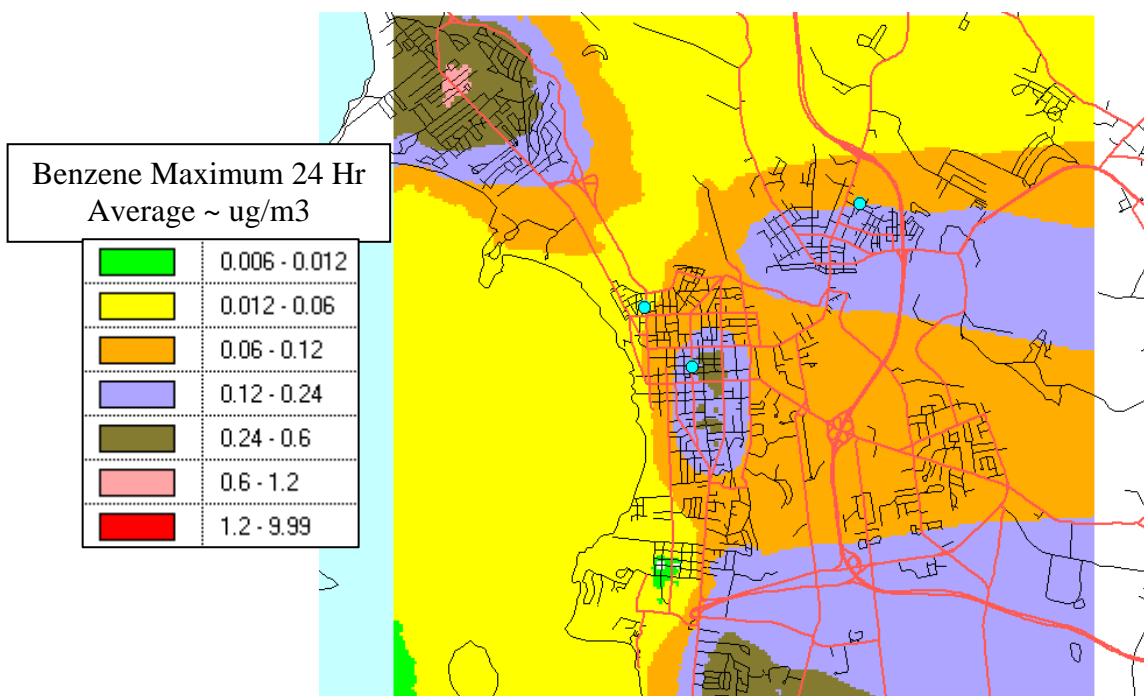 Benzene Maximum 24 Hr
Average ~ ug/m3
0.006 - 0.012
0.012 - 0.06
0.06 - 0.12
0.12 - 0.24
0.24 - 0.6
0.6 - 1.2
1.2 - 9.99